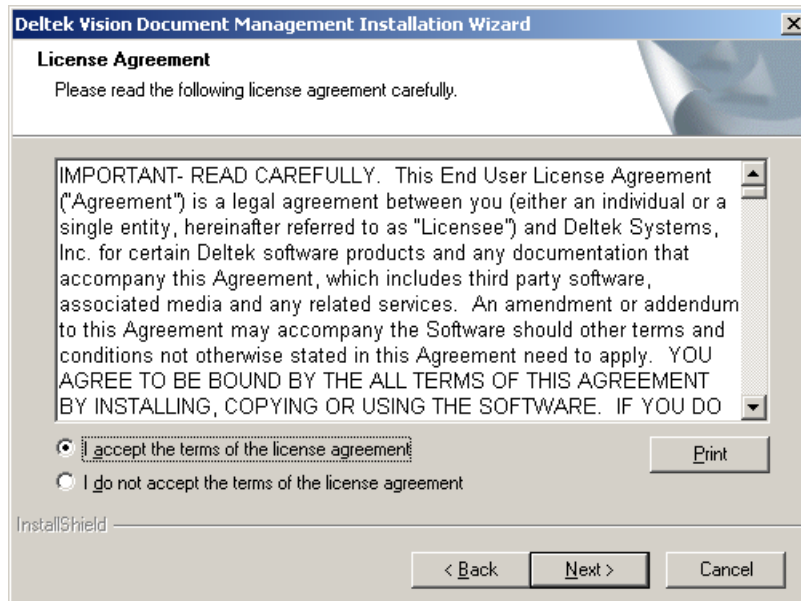 Deltek Vision Document Management Installation Wizard
License Agreement
Please read the following license agreement carefully.
IMPORTANT- READ CAREFULLY.  This End User License Agreement
("Agreement") is a legal agreement between you (either an individual or a
single entity, hereinafter referred to as "Licensee") and Deltek Systems,
Inc. for certain Deltek software products and any documentation that
accompany this Agreement, which includes third party software,
associated media and any related services.  An amendment or addendum
to this Agreement may accompany the Software should other terms and
conditions not otherwise stated in this Agreement need to apply.  YOU
AGREE TO BE BOUND BY THE ALL TERMS OF THIS AGREEMENT
BY INSTALLING, COPYING OR USING THE SOFTWARE.  IF YOU DO
I accept the terms of the license agreement
Print
I do not accept the terms of the license agreement
InstallShield
< Back
Next >
Cancel